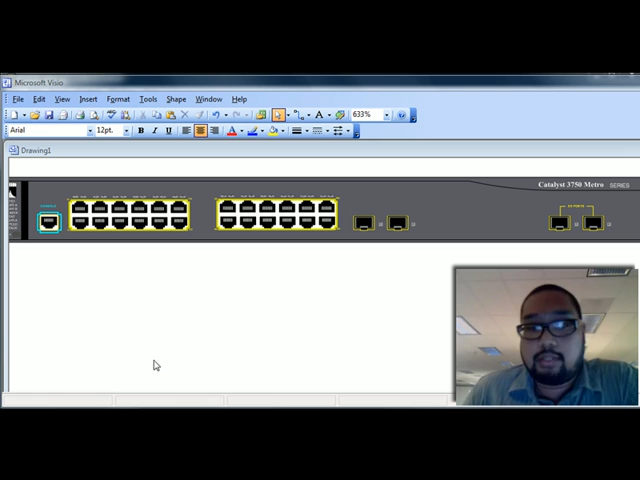 Microsoft Visio
File Edit View Insert Format Tools Shape Window Help
633%
Arial 12pt.
Drawing1
Catalyst 3750 Metro SERIES
CONSOLE